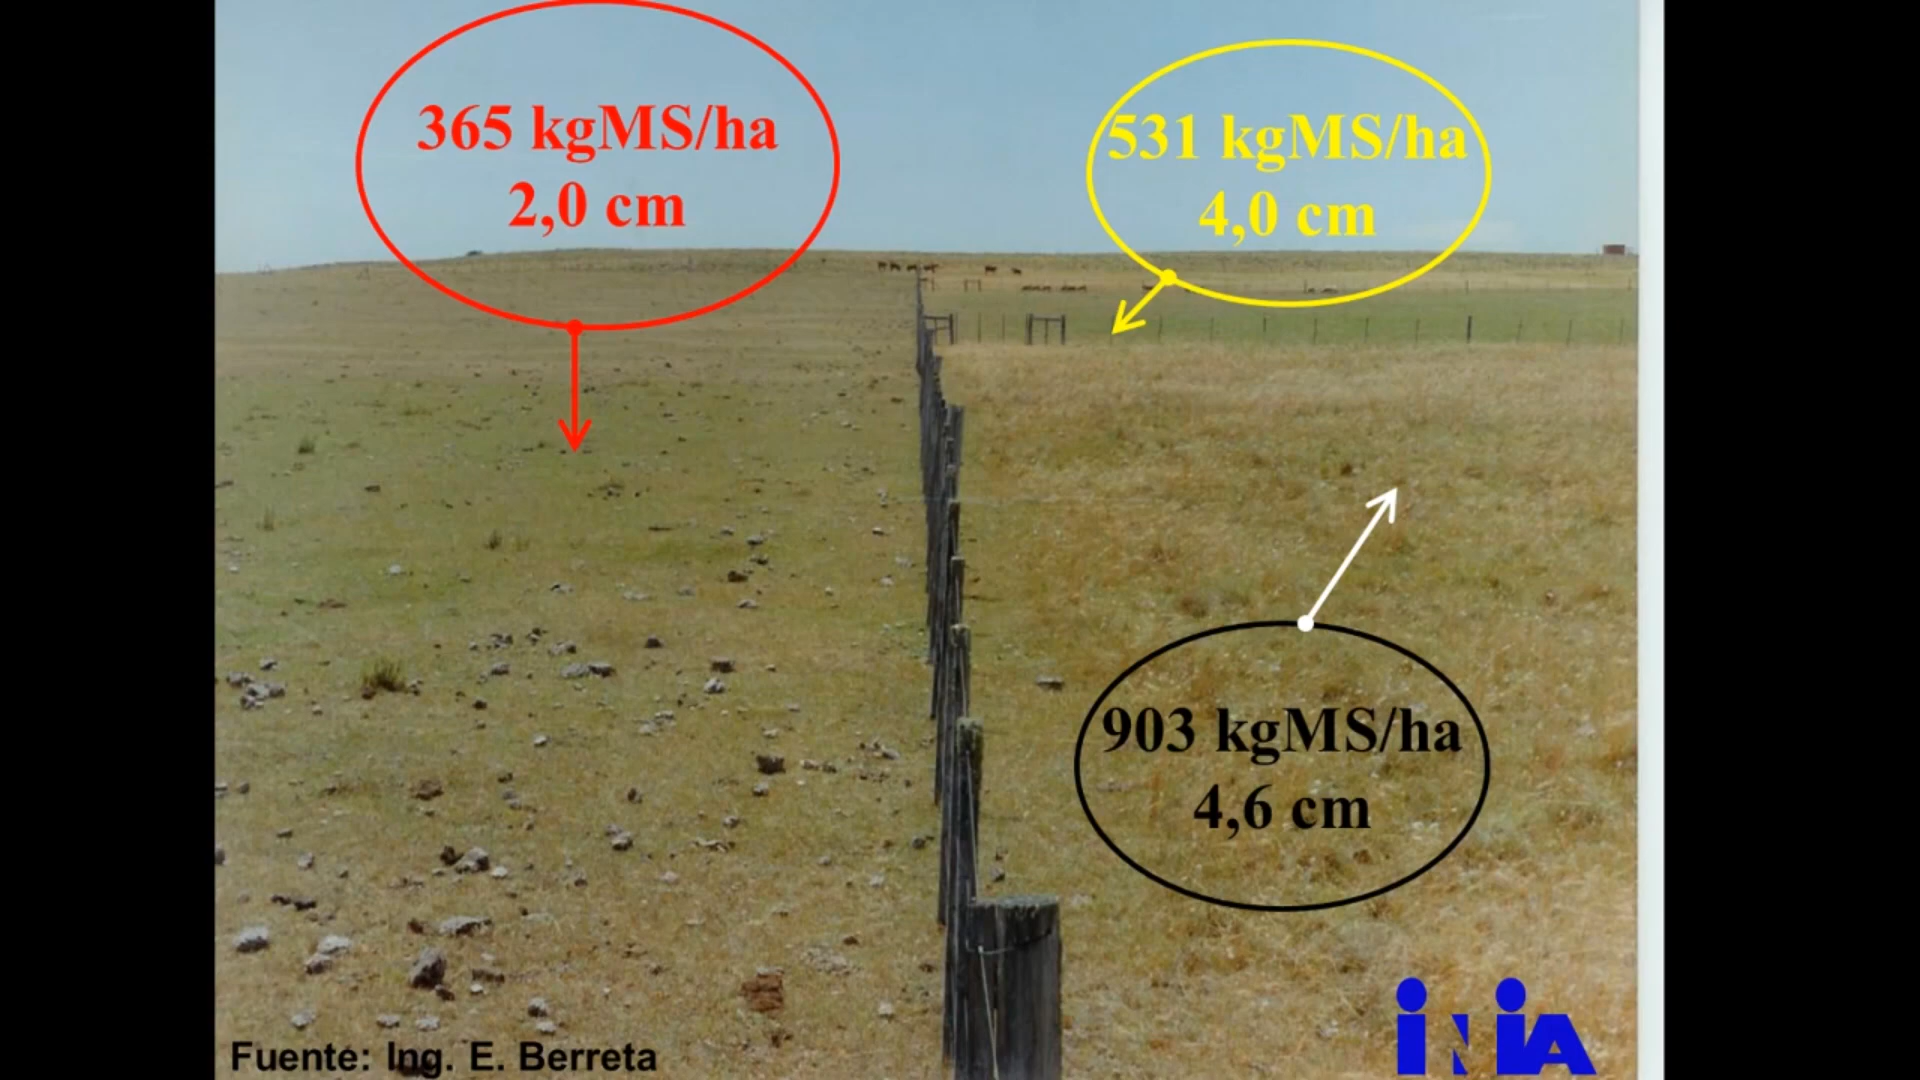 365 kgMS/ha
2,0 cm
531 kgMS/ha
4,0 cm
903 kgMS/ha
4,6 cm
Fuente: Ing. E. Berreta
INIA